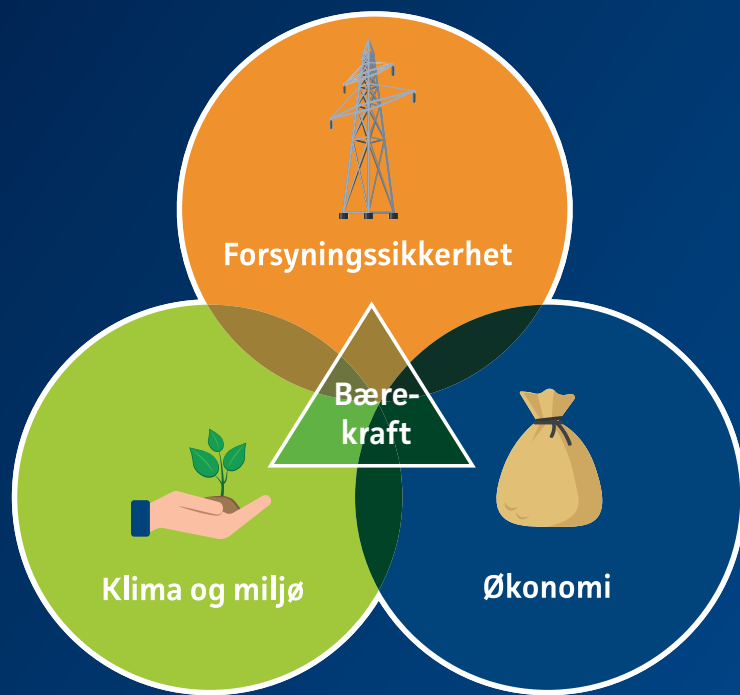 Forsyningssikkerhet
Bære-
kraft
Klima og miljø
Økonomi